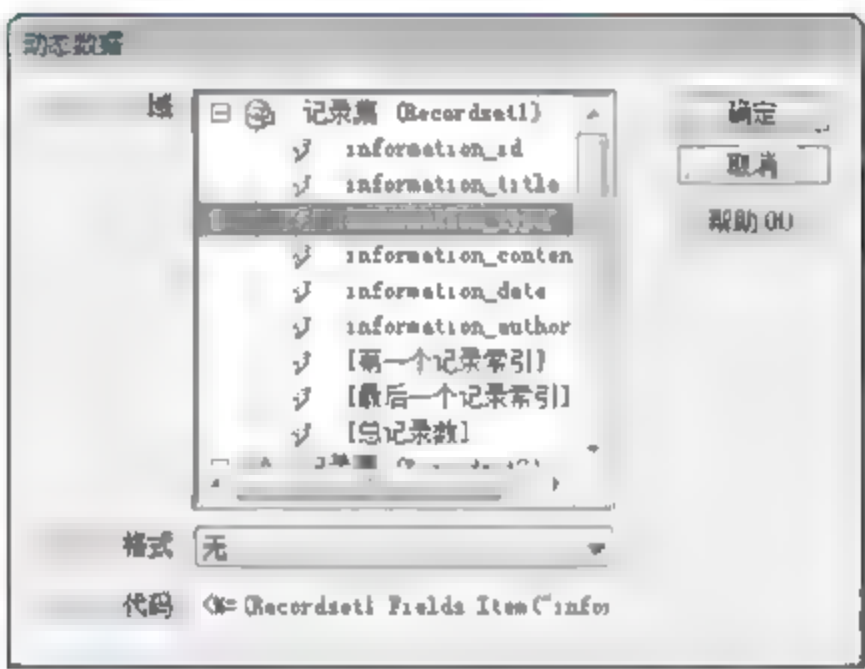 动态数据
域
记录集 (Recordset1)
确定
information_id
取消
information_title
帮助
information_conten
information_date
information_author
[第一个记录索引]
[最后一个记录索引]
[总记录数]
格式
无
代码
<%= (Recordset1 Fields Item("infor